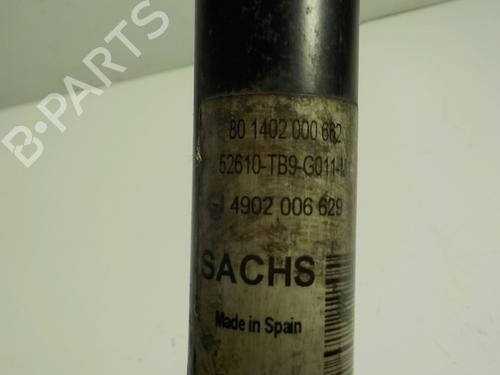 B-PARTS
80 1402 000 662
52610-TB9-G011-M
4902 006 629
SACHS
Made in Spain